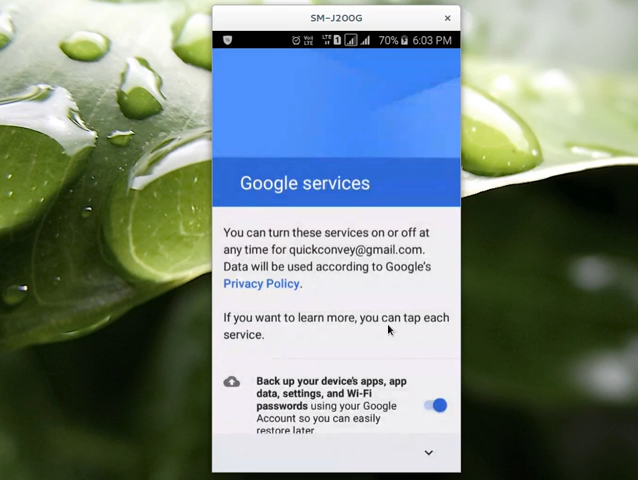 SM-J200G
70% 6:03 PM
Google services
You can turn these services on or off at
any time for quickconvey@gmail.com.
Data will be used according to Google's
Privacy Policy.
If you want to learn more, you can tap each
service.
Back up your device's apps, app
data, settings, and Wi-Fi
passwords using your Google
Account so you can easily
restore later.